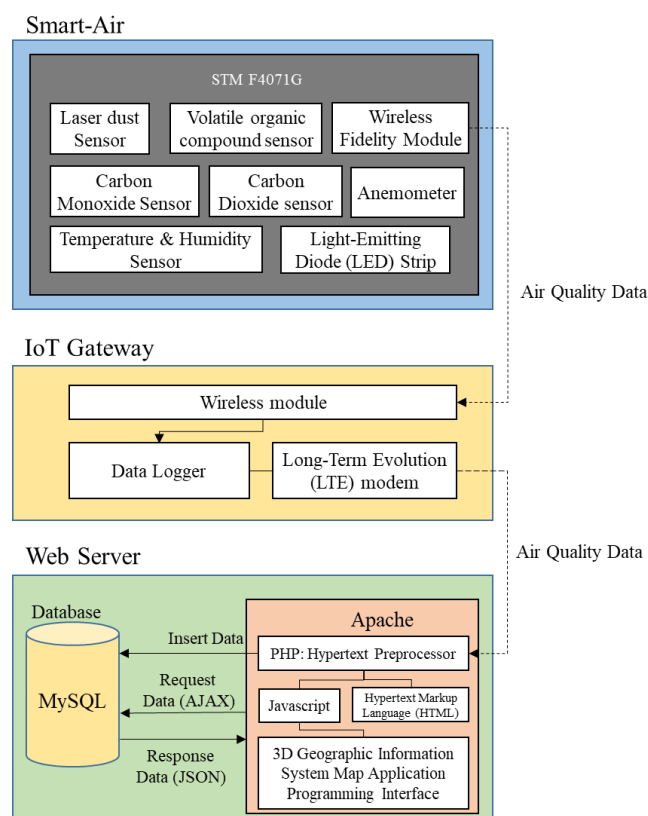 Smart-Air
STM F4071G
Laser dust
Sensor
Volatile organic
compound sensor
Wireless
Fidelity Module
Carbon
Monoxide Sensor
Carbon
Dioxide sensor
Anemometer
Temperature & Humidity
Sensor
Light-Emitting
Diode (LED) Strip
Air Quality Data
IoT Gateway
Wireless module
Data Logger
Long-Term Evolution
(LTE) modem
Air Quality Data
Web Server
Database
MySQL
Insert Data
Request
Data (AJAX)
Response
Data (JSON)
Apache
PHP: Hypertext Preprocessor
Javascript
Hypertext Markup
Language (HTML)
3D Geographic Information
System Map Application
Programming Interface